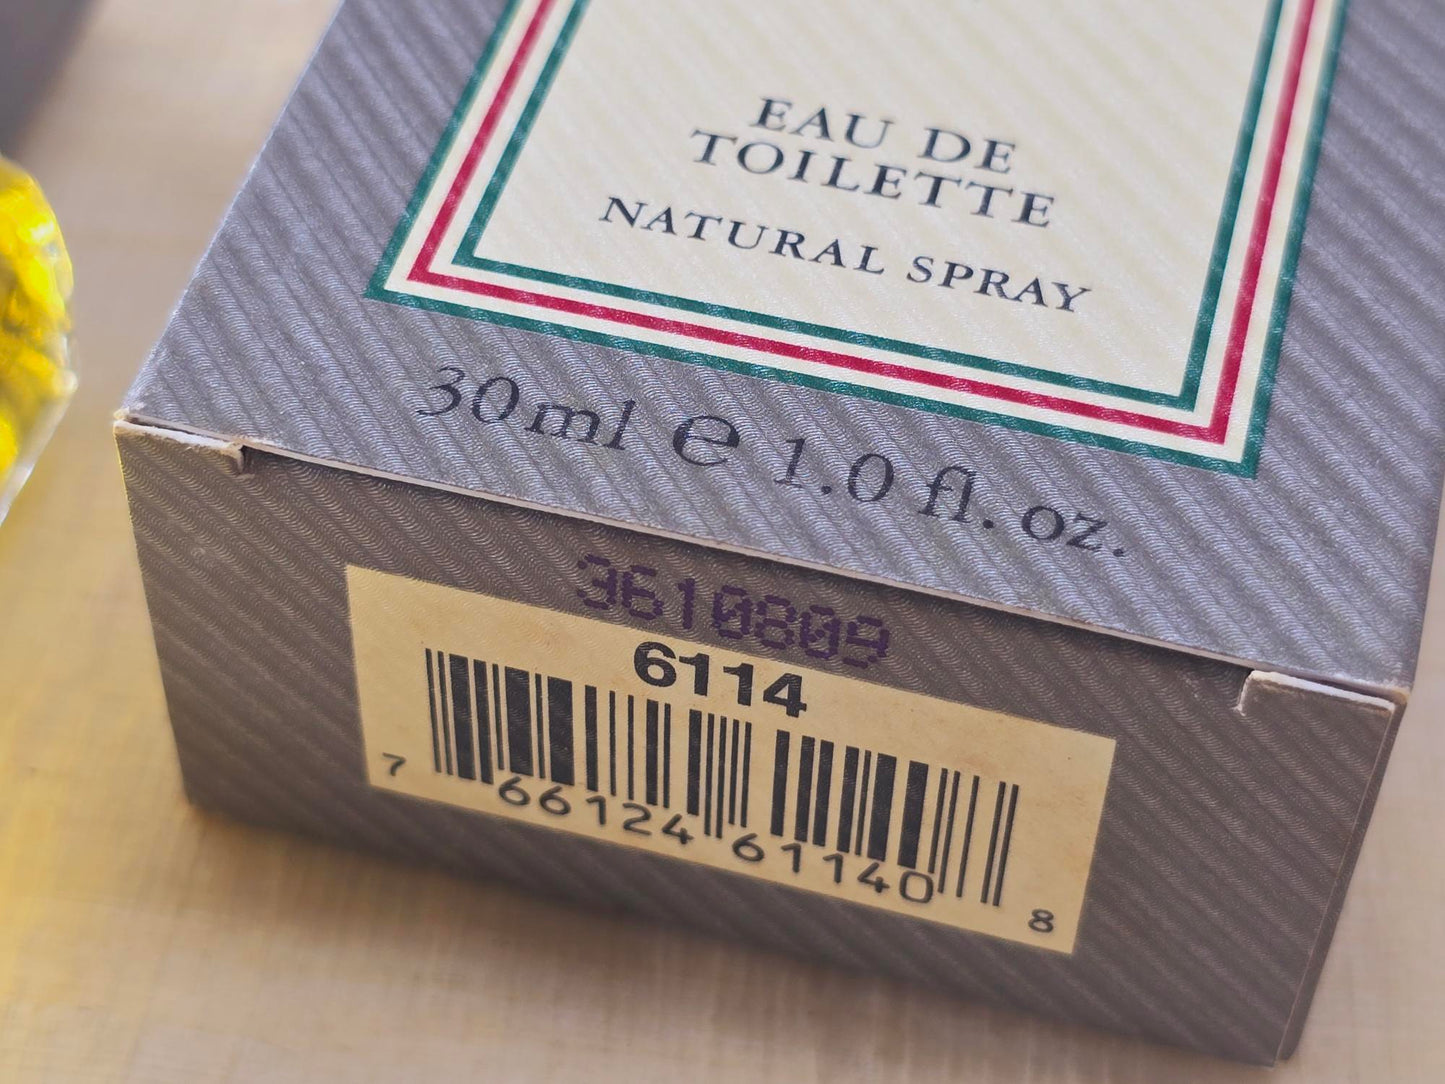 EAU DE
TOILETTE
NATURAL SPRAY
30ml e 1.0 fl. oz.
3610809
6114
7 66124 61140 8